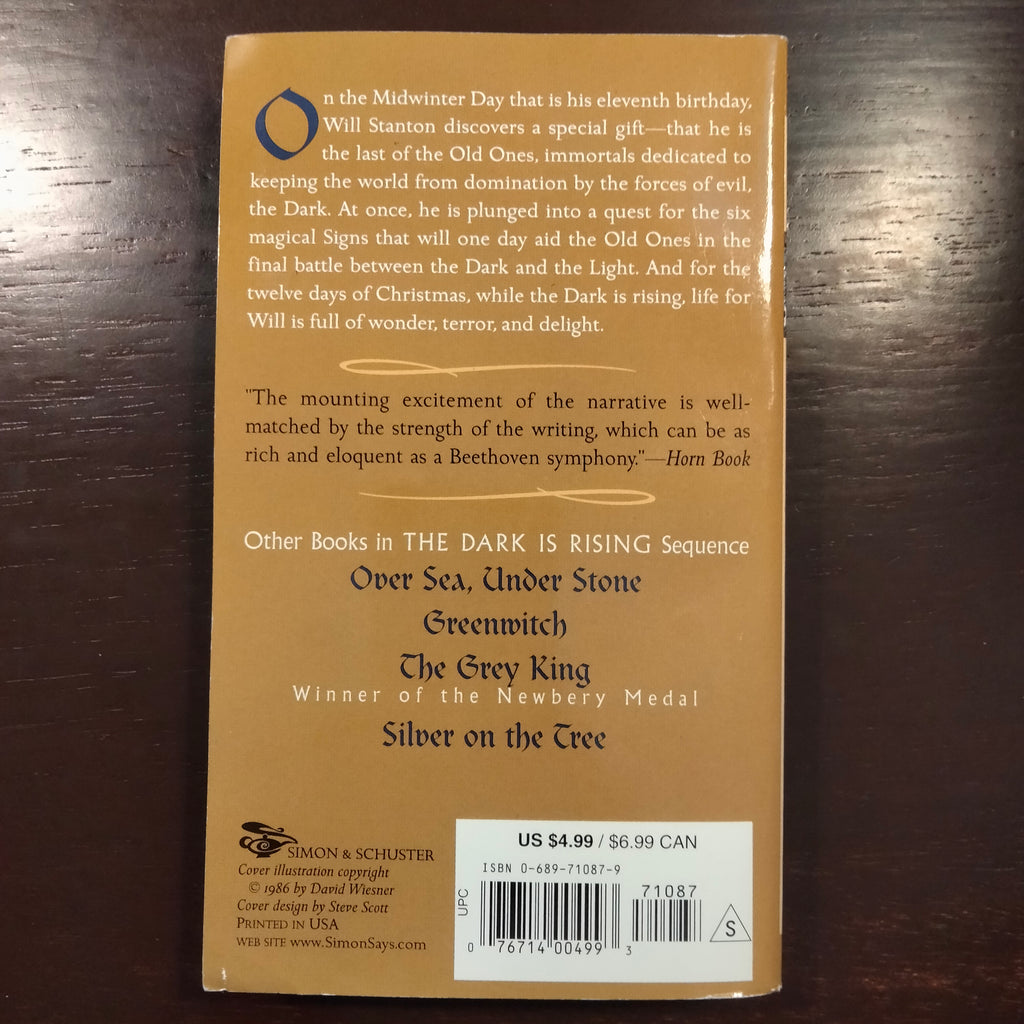 On the Midwinter Day that is his eleventh birthday,
Will Stanton discovers a special gift—that he is
the last of the Old Ones, immortals dedicated to
keeping the world from domination by the forces of evil,
the Dark. At once, he is plunged into a quest for the six
magical Signs that will one day aid the Old Ones in the
final battle between the Dark and the Light. And for the
twelve days of Christmas, while the Dark is rising, life for
Will is full of wonder, terror, and delight.
"The mounting excitement of the narrative is well-
matched by the strength of the writing, which can be as
rich and eloquent as a Beethoven symphony."—Horn Book
Other Books in THE DARK IS RISING Sequence
Over Sea, Under Stone
Greenwitch
The Grey King
Winner of the Newbery Medal
Silver on the Tree
SIMON & SCHUSTER
Cover illustration copyright
© 1986 by David Wiesner
Cover design by Steve Scott
PRINTED IN USA
WEB SITE www.SimonSays.com
US $4.99 / $6.99 CAN
ISBN 0-689-71087-9
71087
UPC
0 76714 00499 3
S